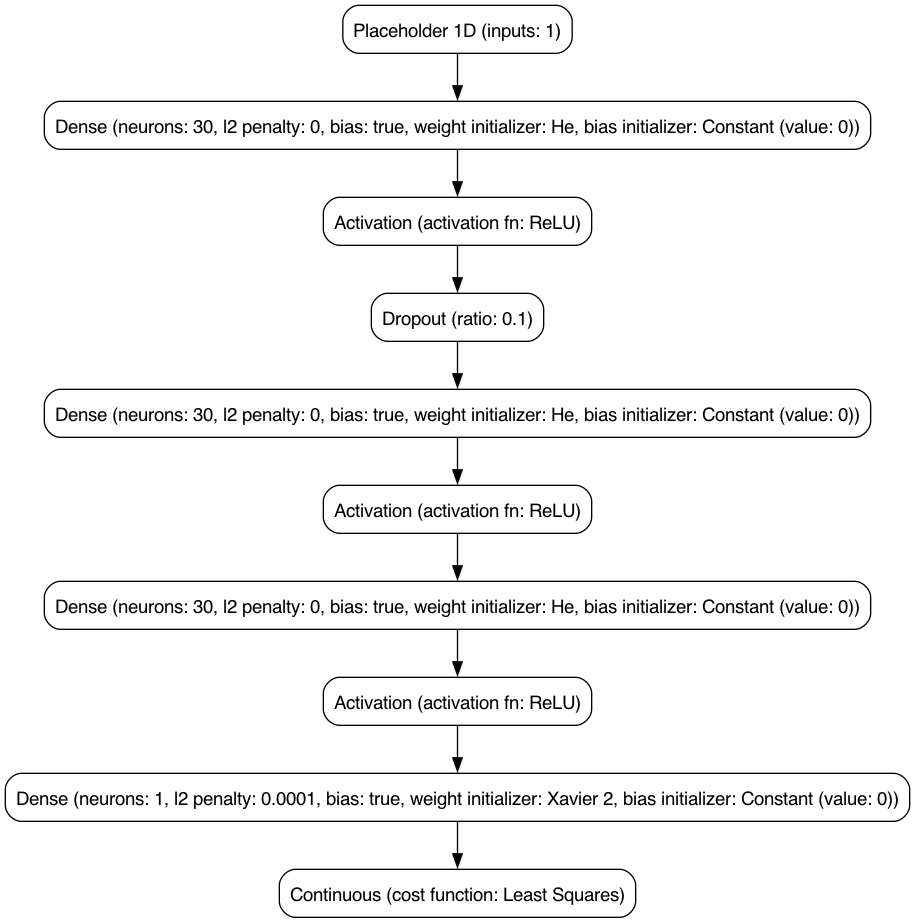 Placeholder 1D (inputs: 1)
Dense (neurons: 30, l2 penalty: 0, bias: true, weight initializer: He, bias initializer: Constant (value: 0))
Activation (activation fn: ReLU)
Dropout (ratio: 0.1)
Dense (neurons: 30, l2 penalty: 0, bias: true, weight initializer: He, bias initializer: Constant (value: 0))
Activation (activation fn: ReLU)
Dense (neurons: 30, l2 penalty: 0, bias: true, weight initializer: He, bias initializer: Constant (value: 0))
Activation (activation fn: ReLU)
Dense (neurons: 1, l2 penalty: 0.0001, bias: true, weight initializer: Xavier 2, bias initializer: Constant (value: 0))
Continuous (cost function: Least Squares)